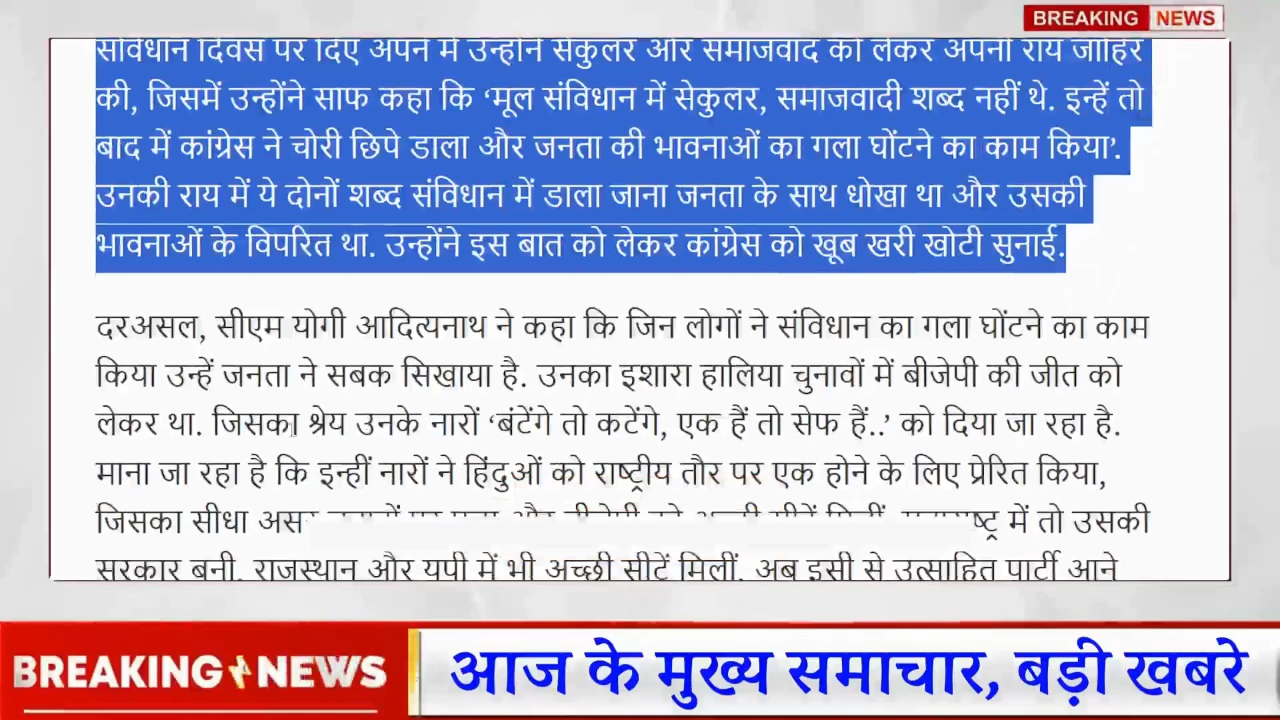 BREAKING NEWS
संविधान दिवस पर दिए अपने में उन्होंने सेकुलर और समाजवाद को लेकर अपनी राय जाहिर
की, जिसमें उन्होंने साफ कहा कि ‘मूल संविधान में सेकुलर, समाजवादी शब्द नहीं थे. इन्हें तो
बाद में कांग्रेस ने चोरी छिपे डाला और जनता की भावनाओं का गला घोंटने का काम किया’.
उनकी राय में ये दोनों शब्द संविधान में डाला जाना जनता के साथ धोखा था और उसकी
भावनाओं के विपरित था. उन्होंने इस बात को लेकर कांग्रेस को खूब खरी खोटी सुनाई.
दरअसल, सीएम योगी आदित्यनाथ ने कहा कि जिन लोगों ने संविधान का गला घोंटने का काम
किया उन्हें जनता ने सबक सिखाया है. उनका इशारा हालिया चुनावों में बीजेपी की जीत को
लेकर था. जिसका श्रेय उनके नारों ‘बंटेंगे तो कटेंगे, एक हैं तो सेफ हैं..’ को दिया जा रहा है.
माना जा रहा है कि इन्हीं नारों ने हिंदुओं को राष्ट्रीय तौर पर एक होने के लिए प्रेरित किया,
जिसका सीधा में तो उसकी
सरकार बनी, राजस्थान और यूपी में भी अच्छी सीटें मिलीं. अब इसी से उत्साहित पार्टी आने
BREAKING NEWS
आज के मुख्य समाचार, बड़ी खबरे